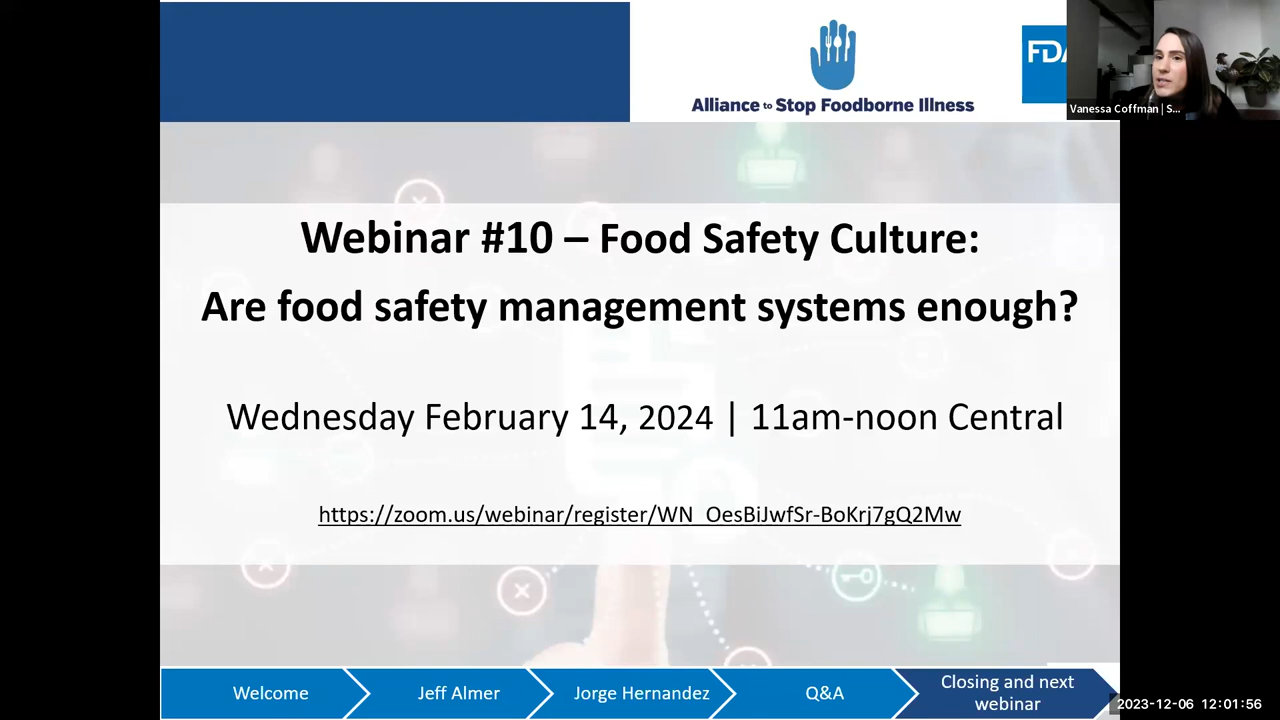 Alliance to Stop Foodborne Illness
FDA
Vanessa Coffman | S...
Webinar #10 – Food Safety Culture:
Are food safety management systems enough?
Wednesday February 14, 2024 | 11am-noon Central
https://zoom.us/webinar/register/WN_OesBiJwfSr-BoKrj7gQ2Mw
Welcome
Jeff Almer
Jorge Hernandez
Q&A
Closing and next
webinar
2023-12-06 12:01:56